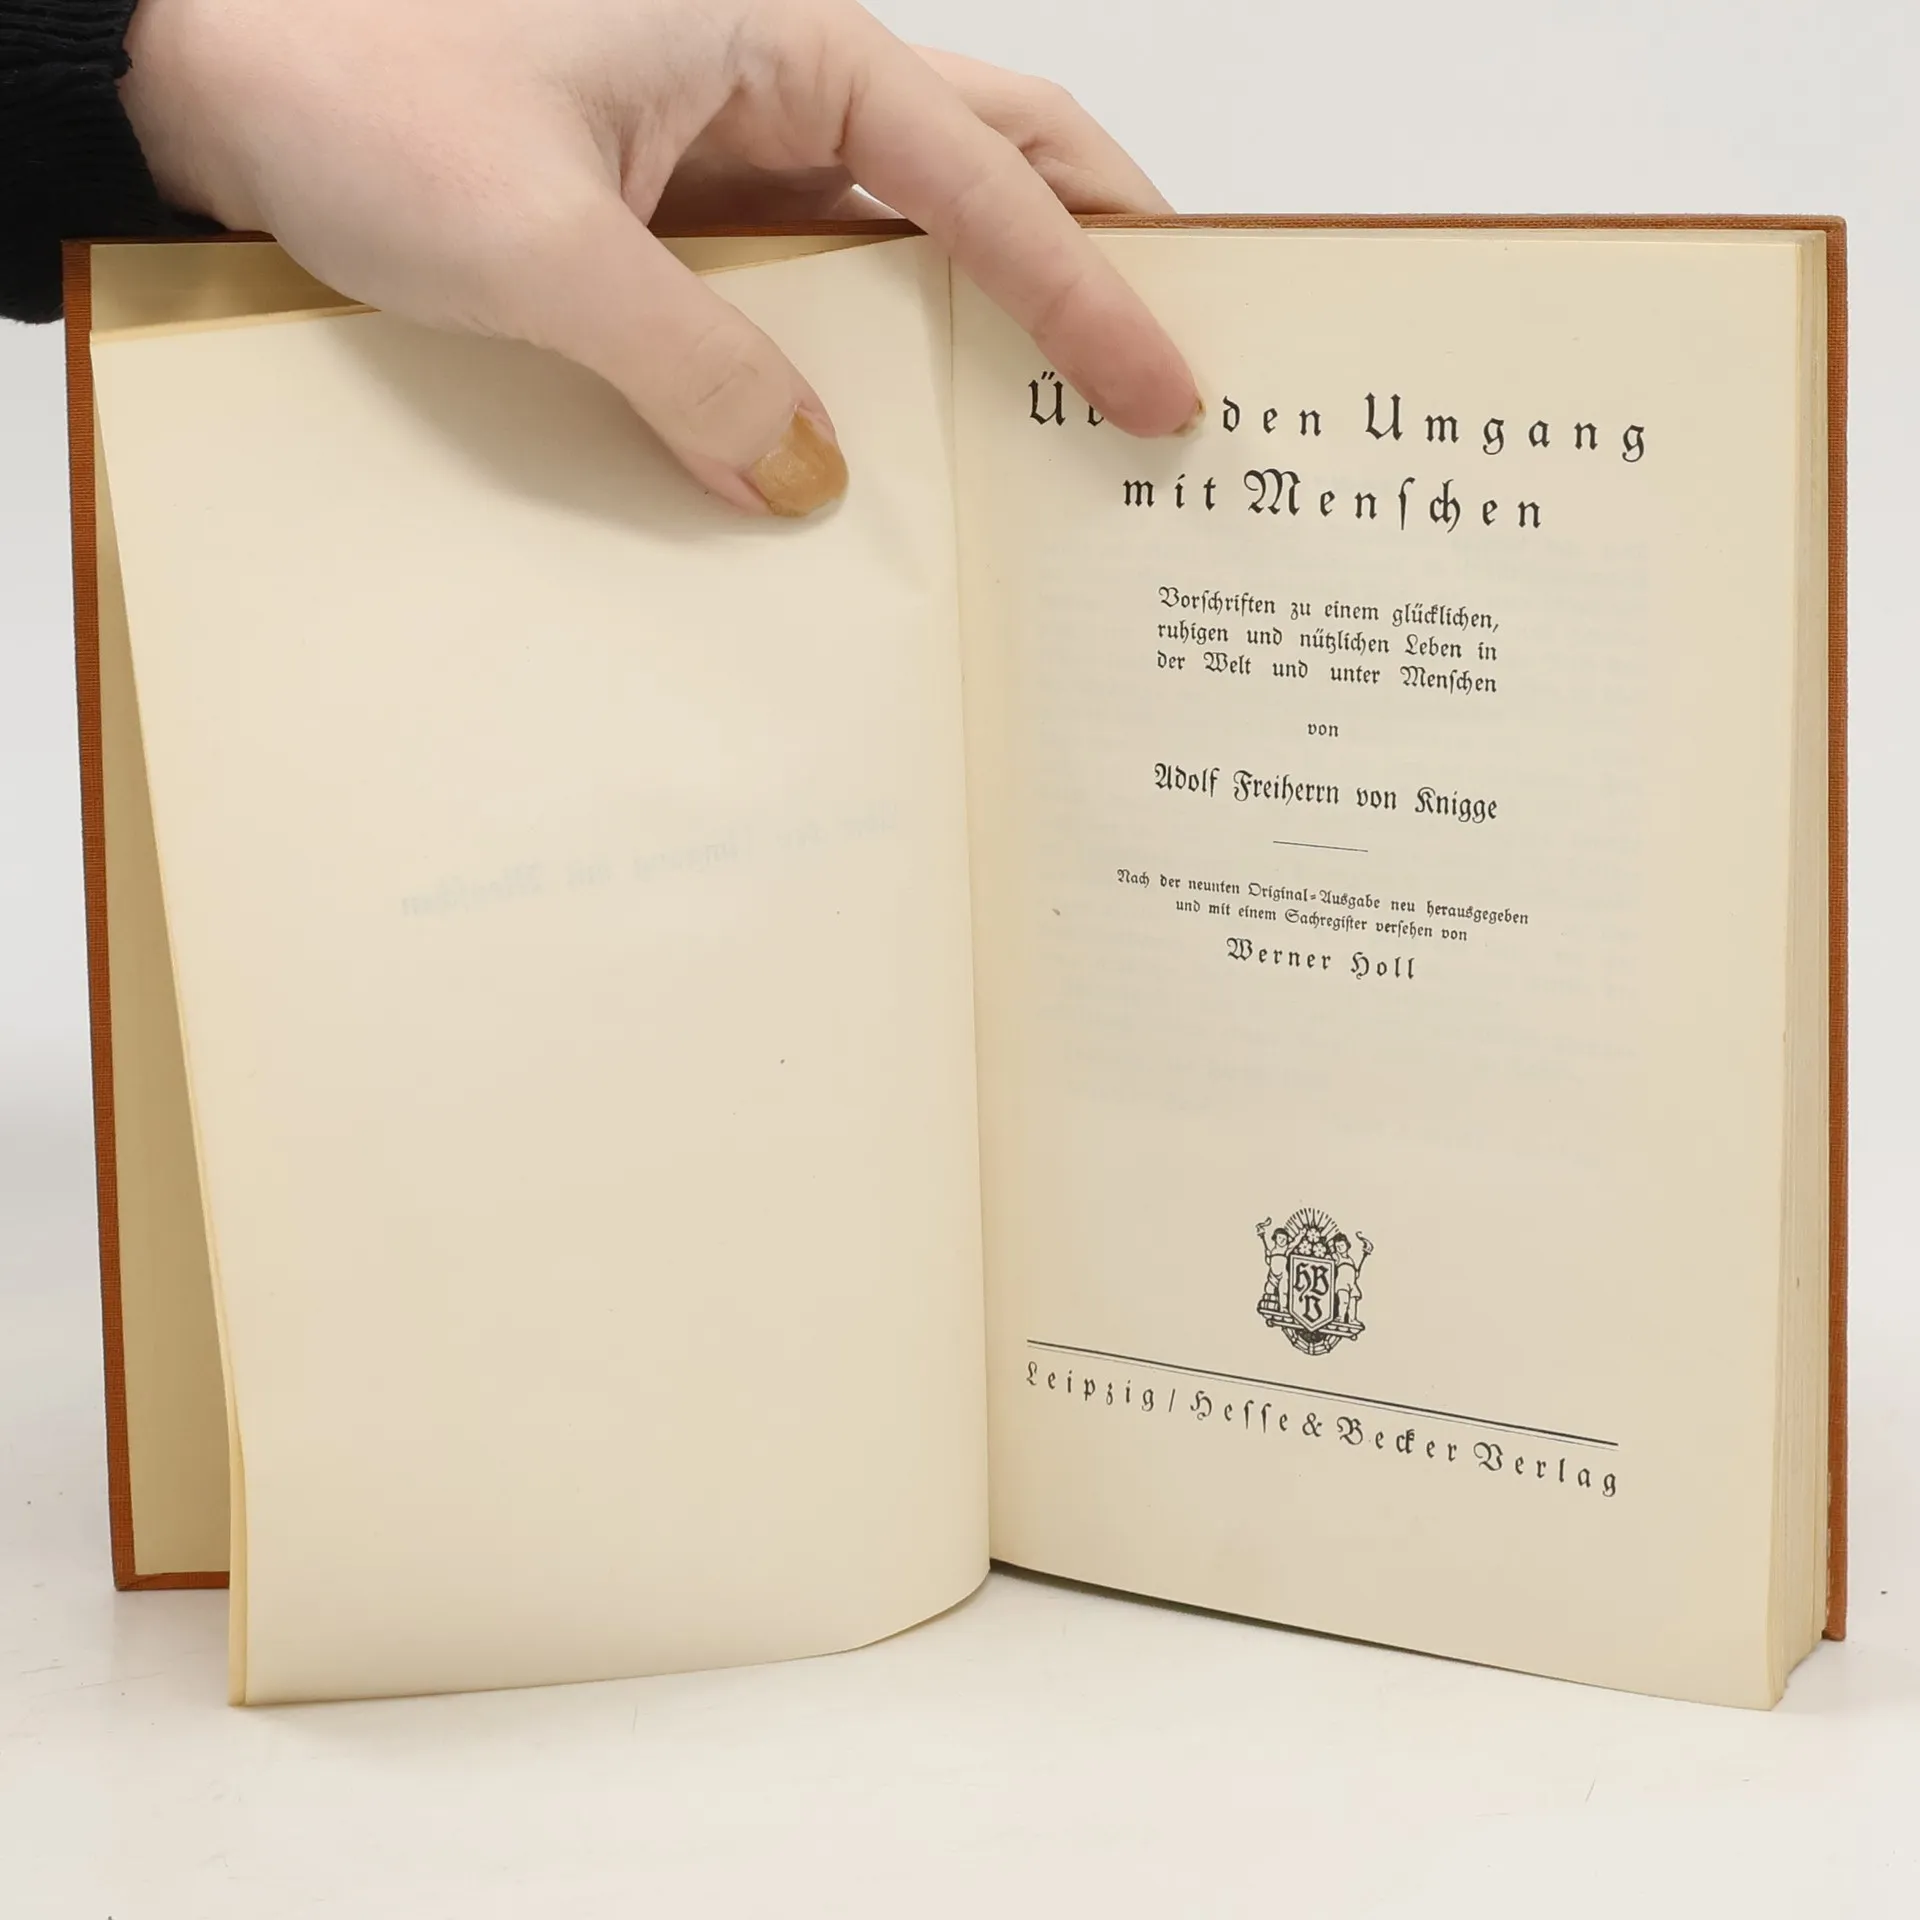 den Umgang
mit Menſchen
Vorſchriften zu einem glücklichen,
ruhigen und nützlichen Leben in
der Welt und unter Menſchen
von
Adolf Freiherrn von Knigge
Nach der neunten Original-Ausgabe neu herausgegeben
und mit einem Sachregiſter verſehen von
Werner Holl
HB
V
Leipzig / Heſſe & Becker Verlag